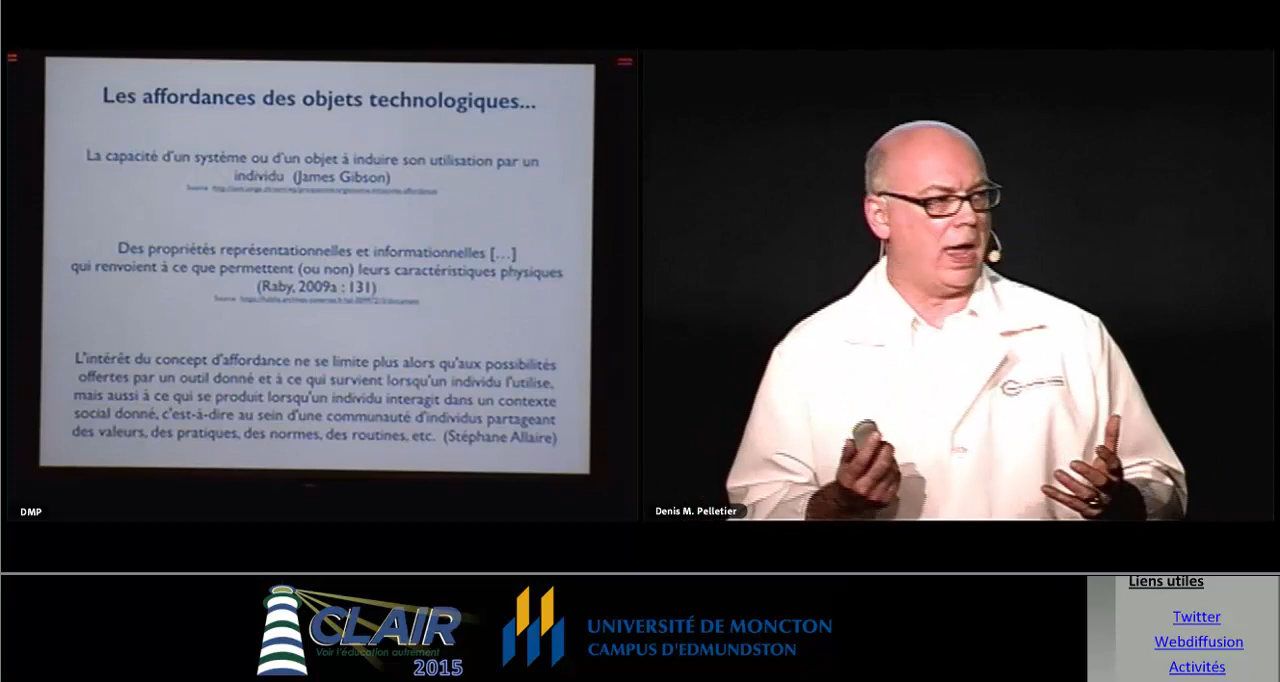 Les affordances des objets technologiques...
La capacité d'un système ou d'un objet à induire son utilisation par un
individu (James Gibson)
Source
Des propriétés représentationnelles et informationnelles [...]
qui renvoient à ce que permettent (ou non) leurs caractéristiques physiques
(Raby, 2009a : 131)
Source
L'intérêt du concept d'affordance ne se limite plus alors qu'aux possibilités
offertes par un outil donné et à ce qui survient lorsqu'un individu l'utilise,
mais aussi à ce qui se produit lorsqu'un individu interagit dans un contexte
social donné, c'est-à-dire au sein d'une communauté d'individus partageant
des valeurs, des pratiques, des normes, des routines, etc. (Stéphane Allaire)
DMP
Denis M. Pelletier
CLAIR
Voir l'éducation autrement
2015
UNIVERSITÉ DE MONCTON
CAMPUS D'EDMUNDSTON
Liens utiles
Twitter
Webdiffusion
Activités